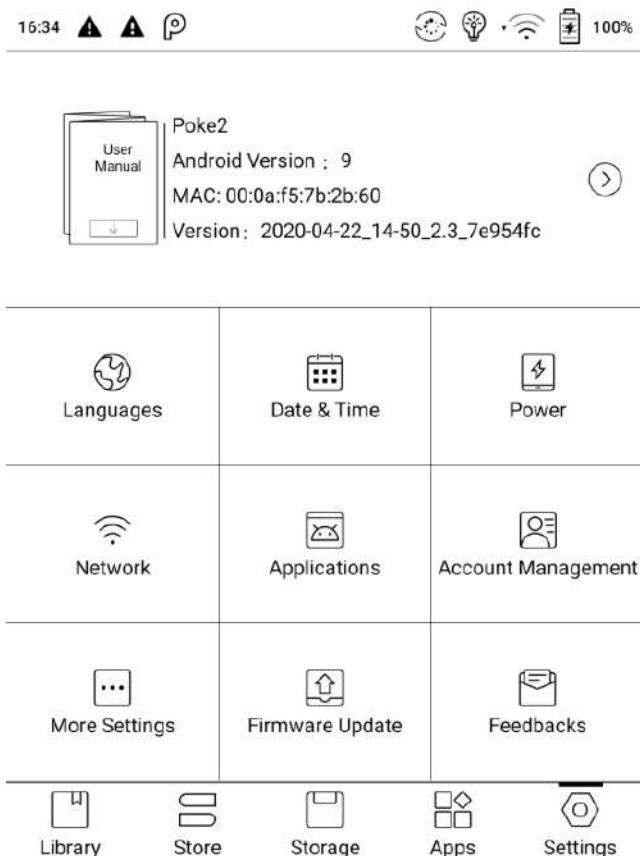 16:34 100%
User
Manual
Poke2
Android Version : 9
MAC: 00:0a:f5:7b:2b:60
Version: 2020-04-22_14-50_2.3_7e954fc
Languages Date & Time Power
Network Applications Account Management
More Settings Firmware Update Feedbacks
Library Store Storage Apps Settings